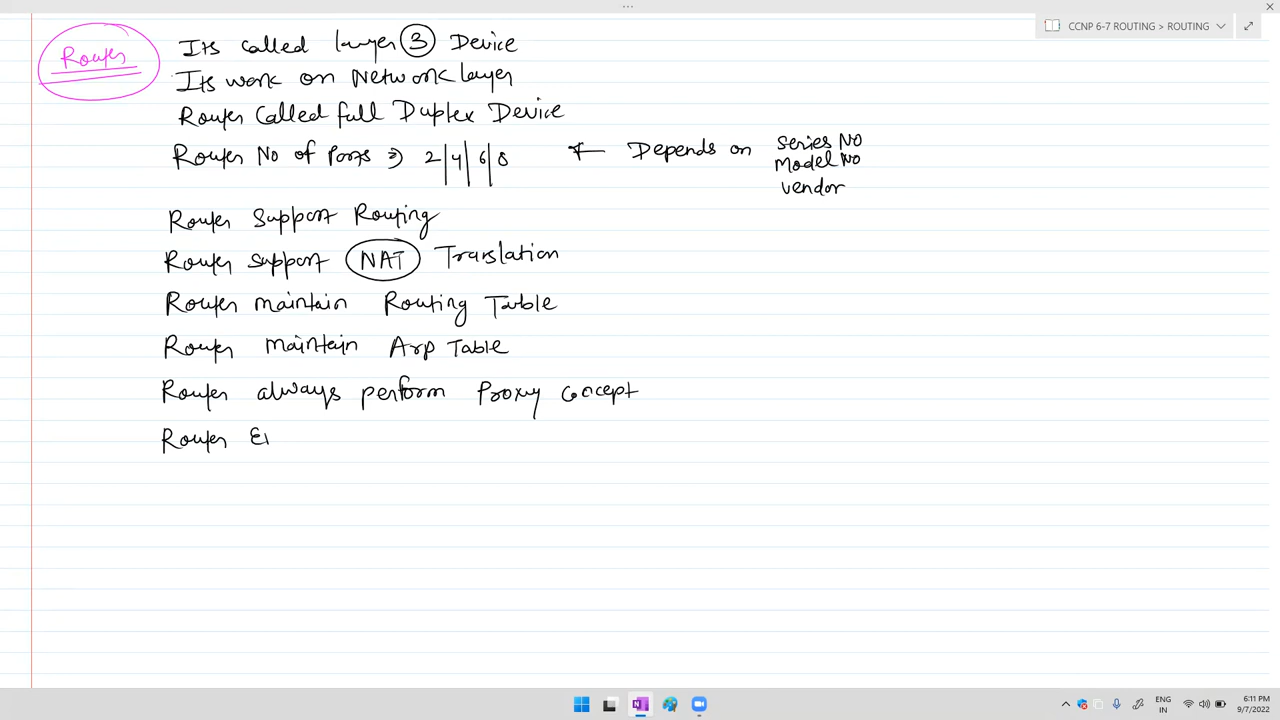 CCNP 6-7 ROUTING > ROUTING
Router
Its called layer 3 Device
Its work on Network layer
Router Called full Duplex Device
Router No of Ports ⇒ 2|4|6|8 ← Depends on Series No
Model No
vendor
Router Support Routing
Router support NAT Translation
Router maintain Routing Table
Router maintain Arp Table
Router always perform Proxy Concept
Router
ENG
IN
6:11 PM
9/7/2022